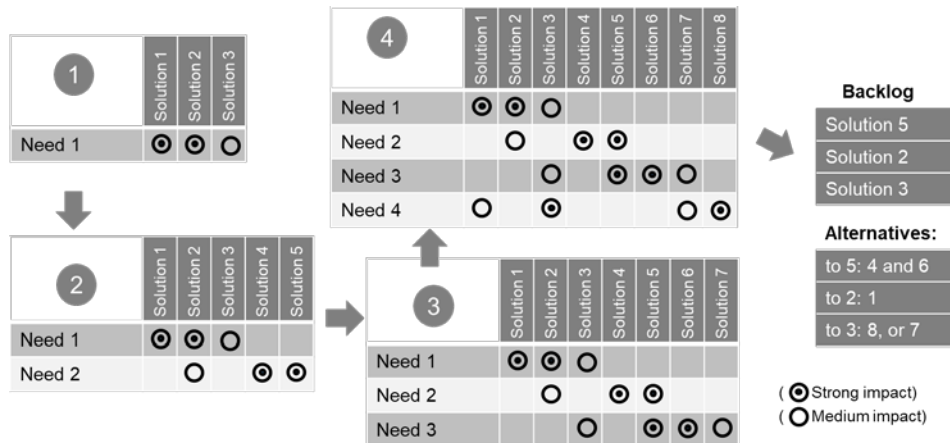 1
Solution 1
Solution 2
Solution 3
Need 1
2
Solution 1
Solution 2
Solution 3
Solution 4
Solution 5
Need 1
Need 2
3
Solution 1
Solution 2
Solution 3
Solution 4
Solution 5
Solution 6
Solution 7
Need 1
Need 2
Need 3
4
Solution 1
Solution 2
Solution 3
Solution 4
Solution 5
Solution 6
Solution 7
Solution 8
Need 1
Need 2
Need 3
Need 4
Backlog
Solution 5
Solution 2
Solution 3
Alternatives:
to 5: 4 and 6
to 2: 1
to 3: 8, or 7
( Strong impact)
( Medium impact)